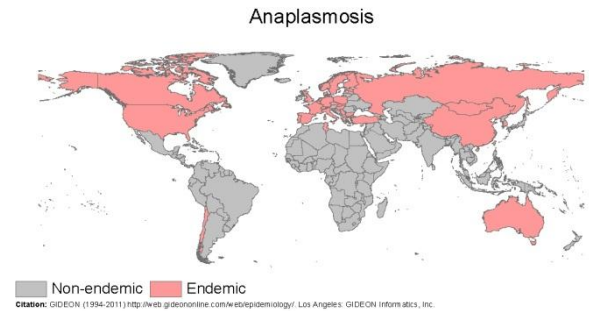 Anaplasmosis
Non-endemic Endemic
Citation: GIDEON (1994-2011) http://web.gideononline.com/web/epidemiology/. Los Angeles: GIDEON Informatics, Inc.